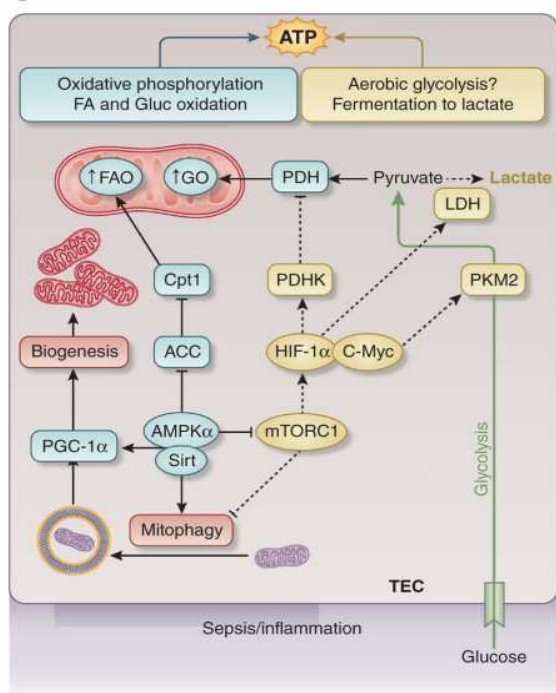 ATP
Oxidative phosphorylation
FA and Gluc oxidation
Aerobic glycolysis?
Fermentation to lactate
↑FAO
↑GO
PDH
Pyruvate
Lactate
LDH
Cpt1
PDHK
PKM2
Biogenesis
ACC
HIF-1α
C-Myc
AMPKα
mTORC1
PGC-1α
Sirt
Glycolysis
Mitophagy
TEC
Sepsis/inflammation
Glucose